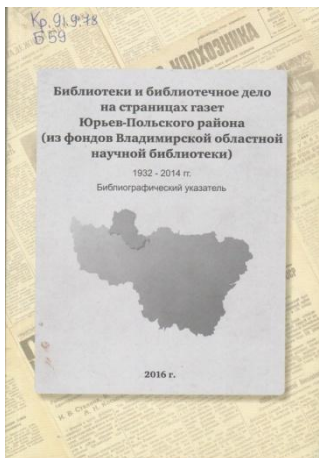 Кр.91.9:78
Б59
КОЛХОЗНИКА
Библиотеки и библиотечное дело
на страницах газет
Юрьев-Польского района
(из фондов Владимирской областной
научной библиотеки)
1932 - 2014 гг.
Библиографический указатель
2016 г.